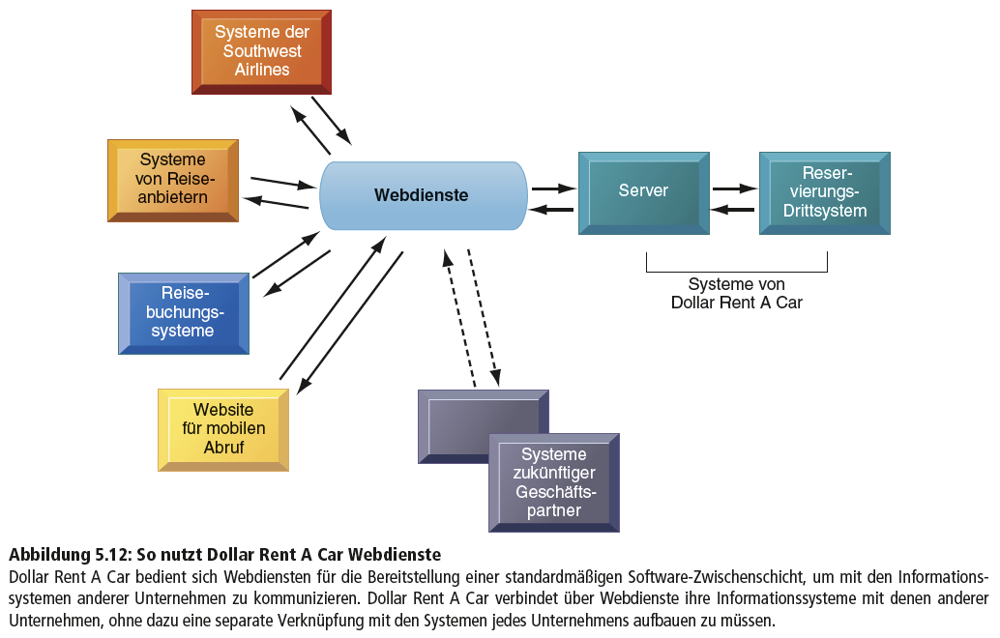 Systeme der
Southwest
Airlines
Systeme
von Reise-
anbietern
Webdienste
Server
Reser-
vierungs-
Drittsystem
Reise-
buchungs-
systeme
Systeme von
Dollar Rent A Car
Website
für mobilen
Abruf
Systeme
zukünftiger
Geschäfts-
partner
Abbildung 5.12: So nutzt Dollar Rent A Car Webdienste
Dollar Rent A Car bedient sich Webdiensten für die Bereitstellung einer standardmäßigen Software-Zwischenschicht, um mit den Informations-
systemen anderer Unternehmen zu kommunizieren. Dollar Rent A Car verbindet über Webdienste ihre Informationssysteme mit denen anderer
Unternehmen, ohne dazu eine separate Verknüpfung mit den Systemen jedes Unternehmens aufbauen zu müssen.